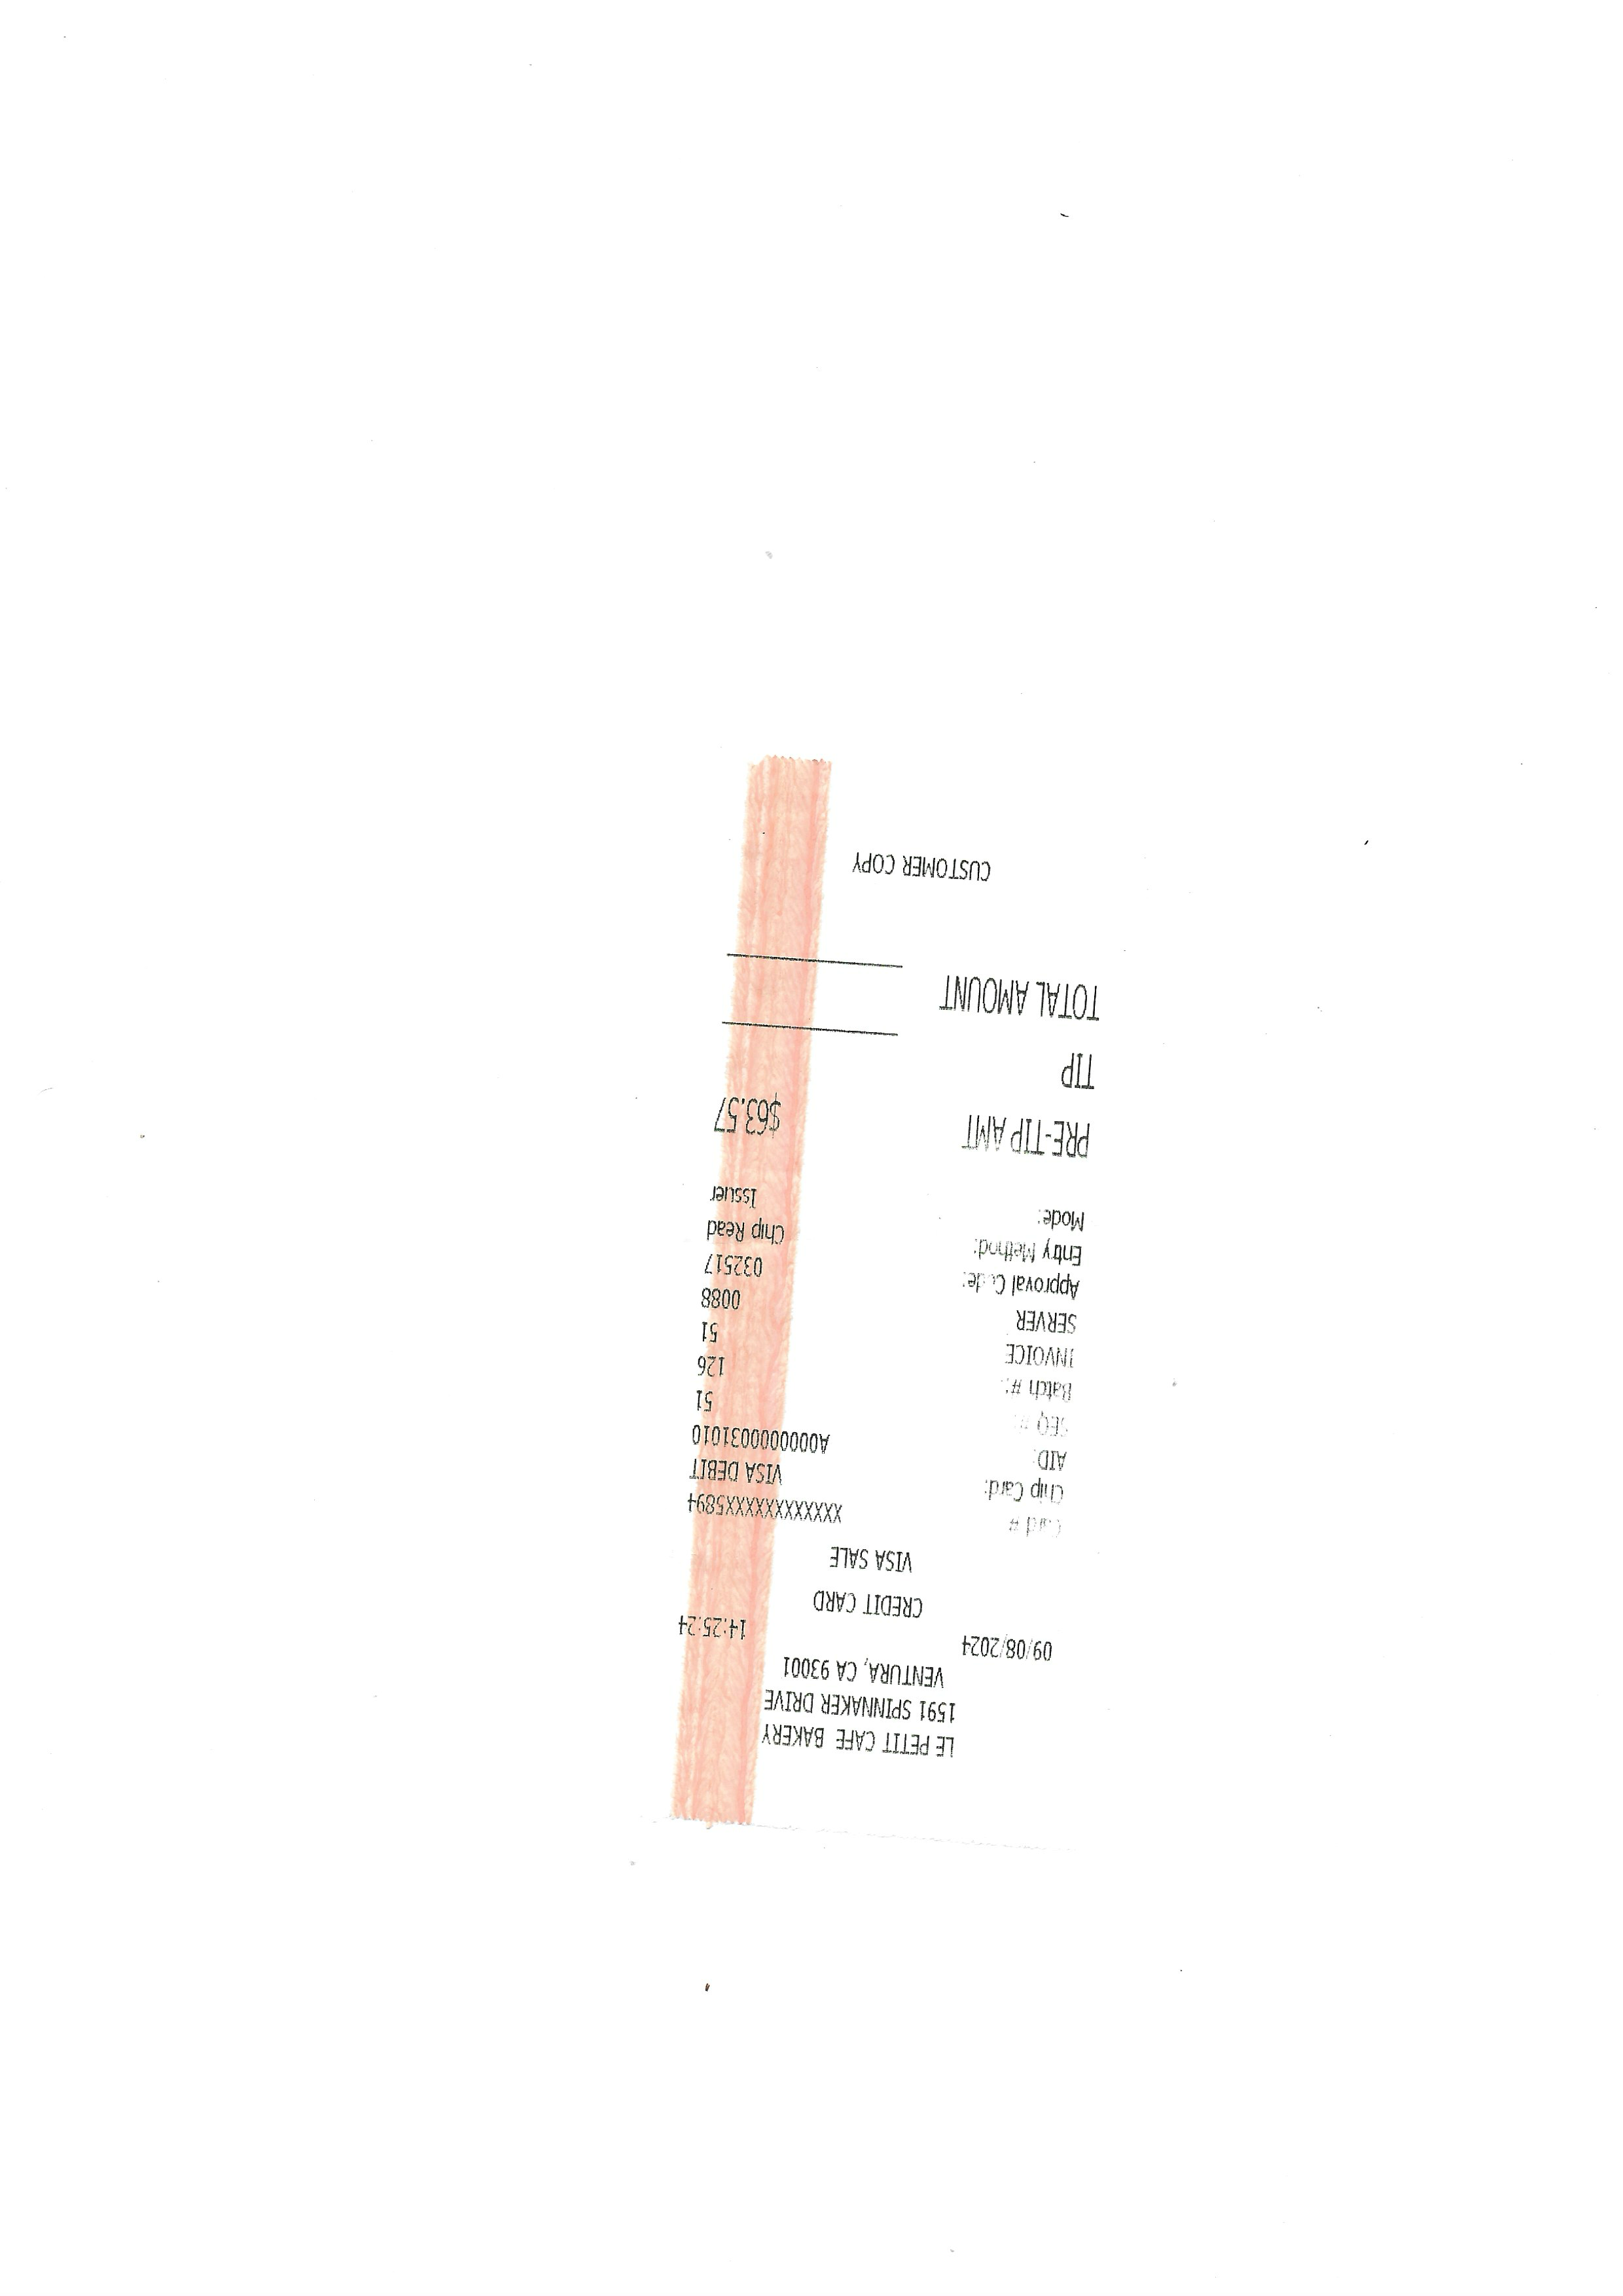 LE PETIT CAFE BAKERY
1591 SPINNAKER DRIVE
VENTURA, CA 93001
09/08/2024 14:25:24
CREDIT CARD
VISA SALE
Card # XXXXXXXXXXXX5894
Chip Card: VISA DEBIT
AID: A0000000031010
SEQ #: 51
Batch #: 126
INVOICE 51
SERVER 0088
Approval Code: 032517
Entry Method: Chip Read
Mode: Issuer
PRE-TIP AMT $63.57
TIP
TOTAL AMOUNT
CUSTOMER COPY